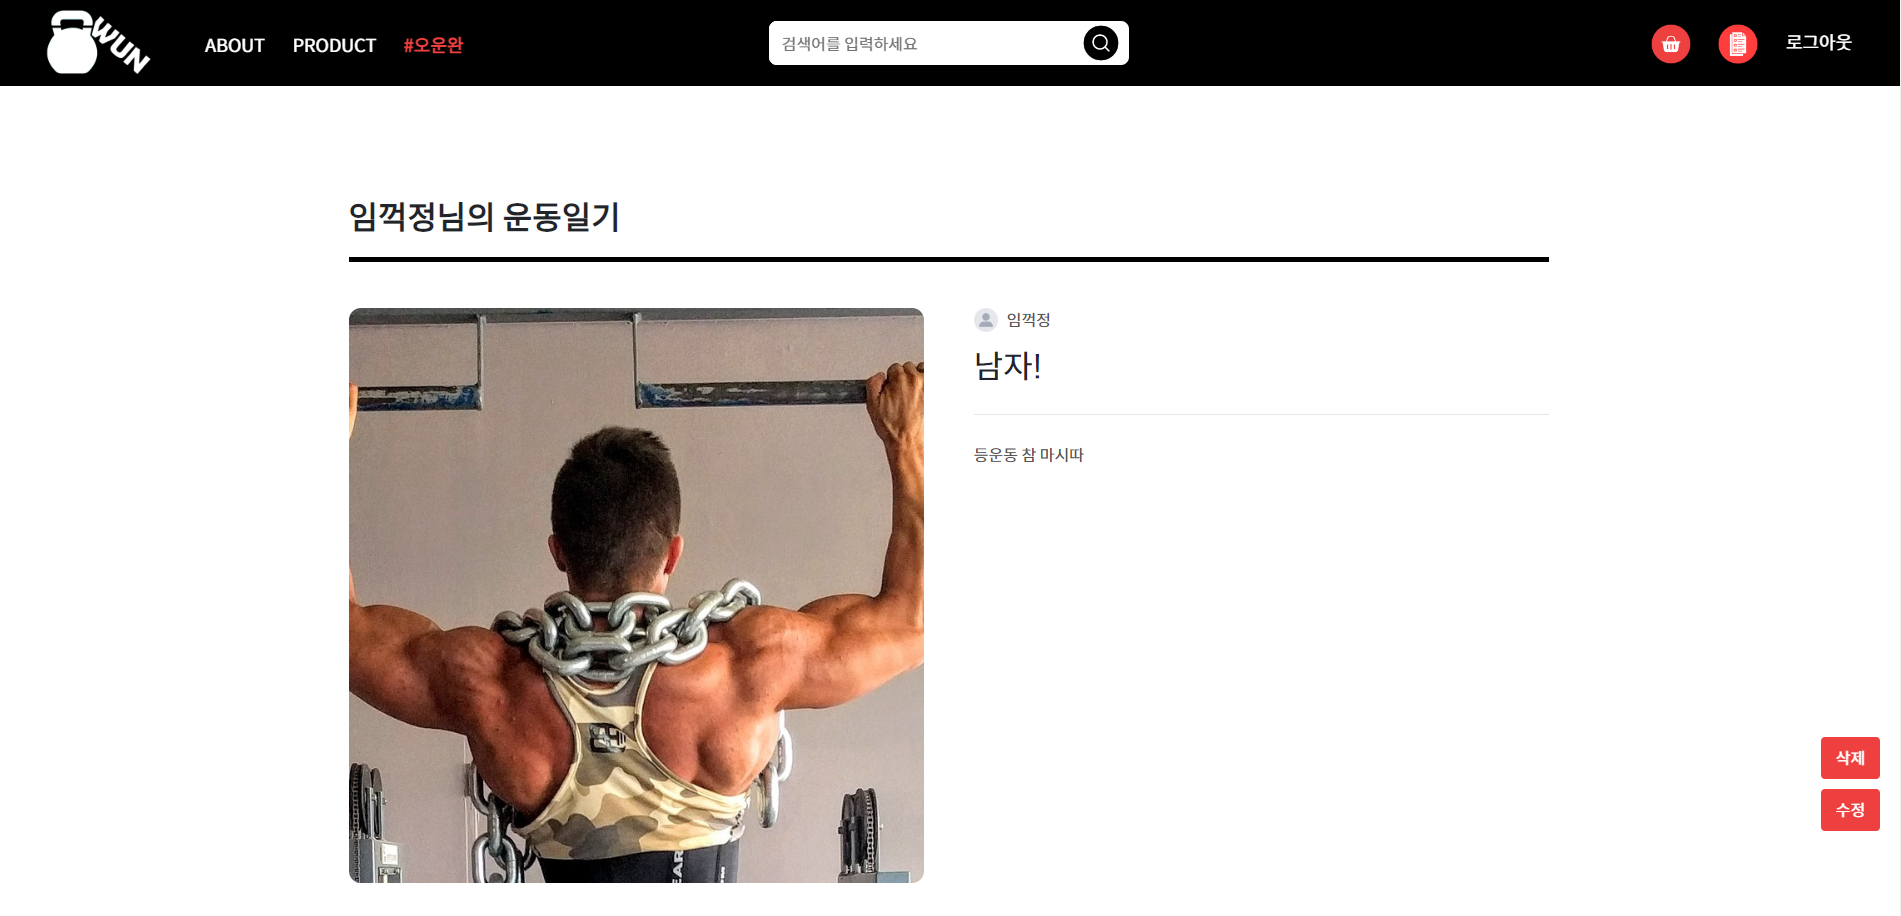 WUN
ABOUT
PRODUCT
#오운완
검색어를 입력하세요
로그아웃
임꺽정님의 운동일기
임꺽정
남자!
등운동 참 마시따
삭제
수정